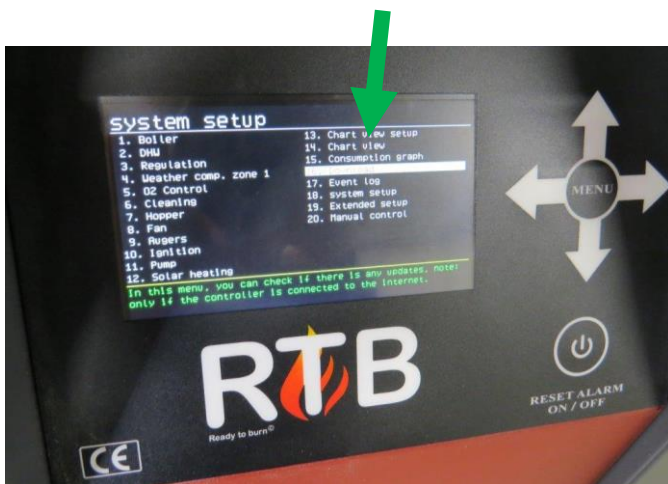 system setup
1. Boiler
2. DHW
3. Regulation
4. Weather comp. zone 1
5. O2 Control
6. Cleaning
7. Hopper
8. Fan
9. Augers
10. Ignition
11. Pump
12. Solar heating
13. Chart view setup
14. Chart view
15. Consumption graph
17. Event log
18. system setup
19. Extended setup
20. Manual control
In this menu, you can check if there is any updates. note:
only if the controller is connected to the internet.
MENU
RTB
Ready to burn©
RESET ALARM
ON / OFF
CE